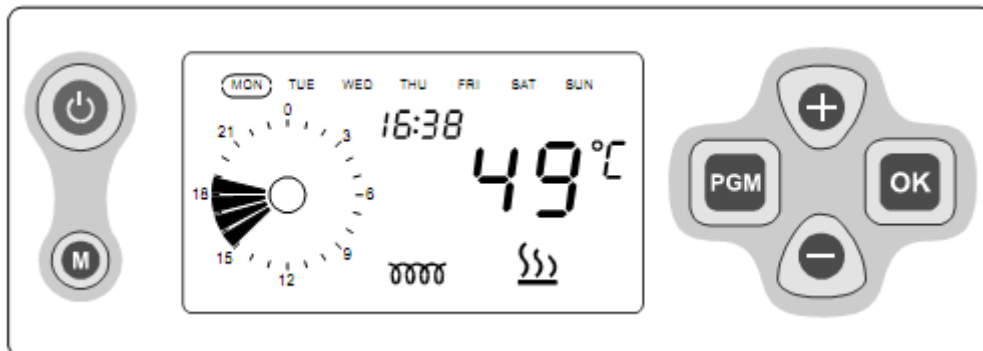 MON TUE WED THU FRI SAT SUN
0
21 3
16:38
49°C
18 6
15 9
12
M
PGM OK